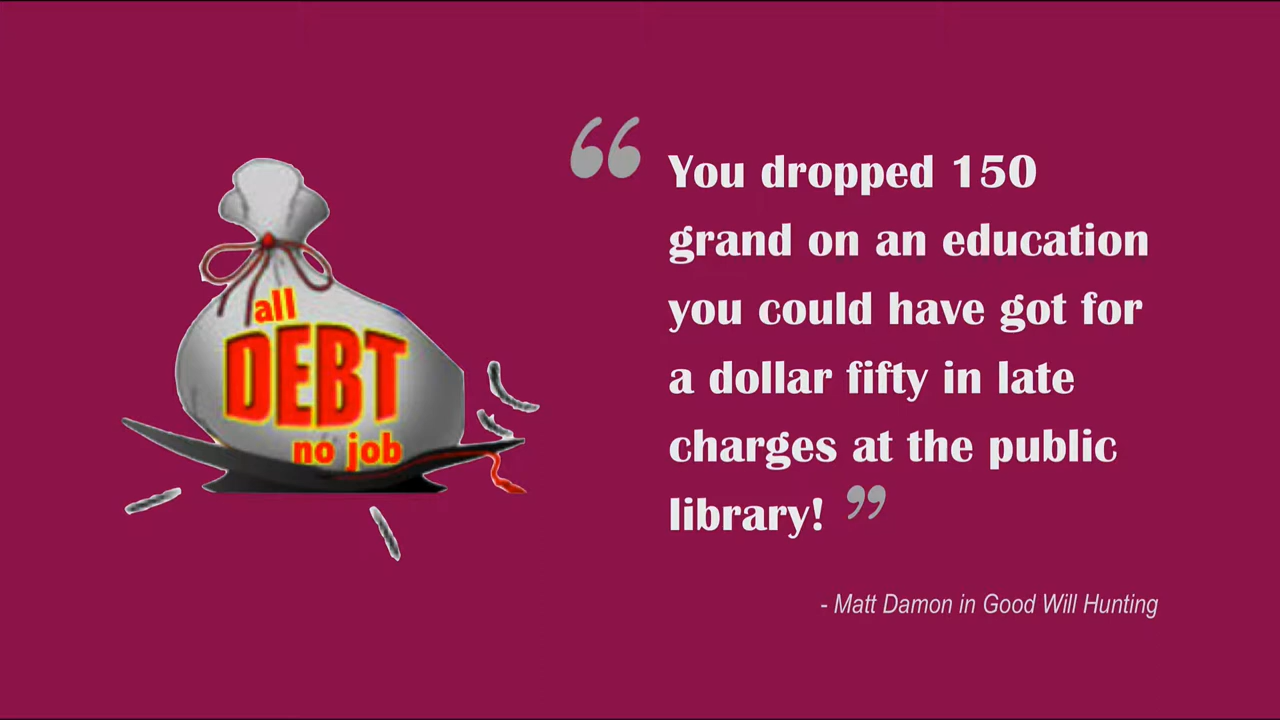 all
DEBT
no job
“ You dropped 150
grand on an education
you could have got for
a dollar fifty in late
charges at the public
library! ”
- Matt Damon in Good Will Hunting